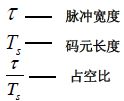 τ — 脉冲宽度
Tₛ — 码元长度
τ/Tₛ — 占空比